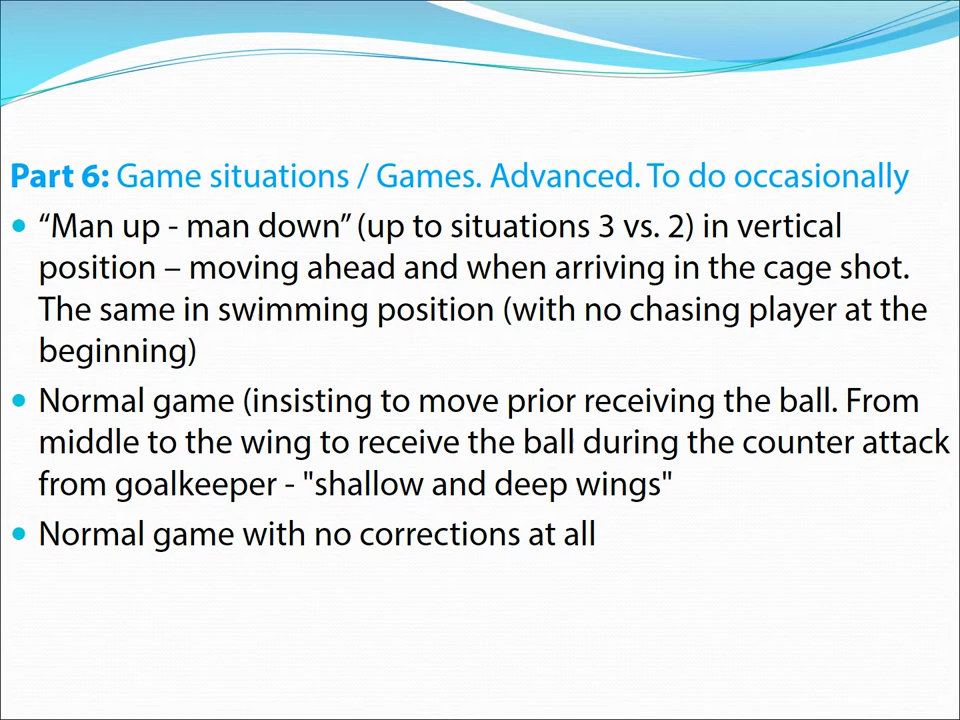 Part 6: Game situations / Games. Advanced. To do occasionally
• “Man up - man down” (up to situations 3 vs. 2) in vertical
position – moving ahead and when arriving in the cage shot.
The same in swimming position (with no chasing player at the
beginning)
• Normal game (insisting to move prior receiving the ball. From
middle to the wing to receive the ball during the counter attack
from goalkeeper - "shallow and deep wings"
• Normal game with no corrections at all